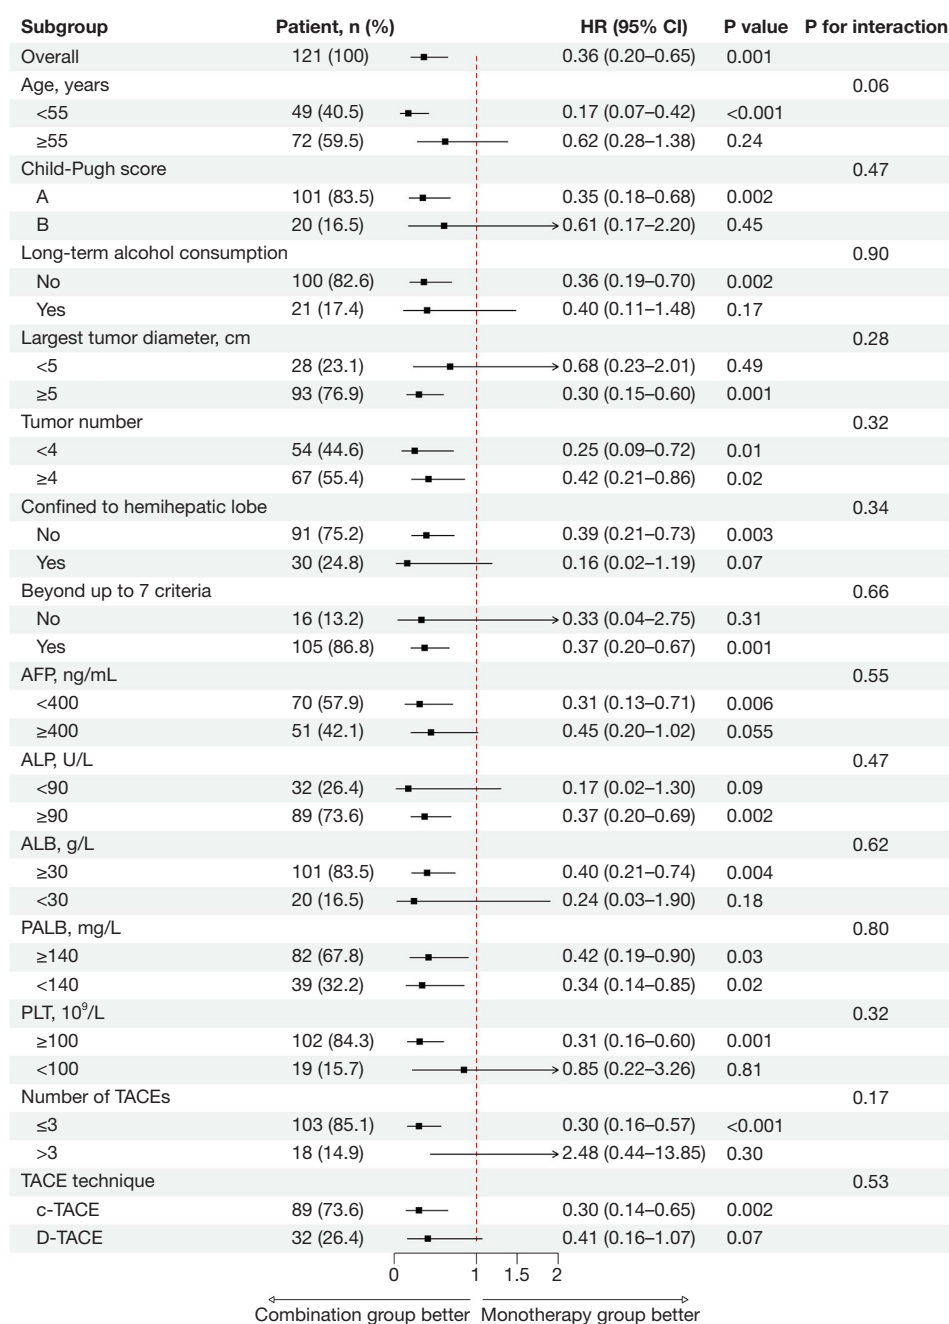 Subgroup Patient, n (%) HR (95% CI) P value P for interaction
Overall 121 (100) 0.36 (0.20–0.65) 0.001
Age, years 0.06
<55 49 (40.5) 0.17 (0.07–0.42) <0.001
≥55 72 (59.5) 0.62 (0.28–1.38) 0.24
Child-Pugh score 0.47
A 101 (83.5) 0.35 (0.18–0.68) 0.002
B 20 (16.5) 0.61 (0.17–2.20) 0.45
Long-term alcohol consumption 0.90
No 100 (82.6) 0.36 (0.19–0.70) 0.002
Yes 21 (17.4) 0.40 (0.11–1.48) 0.17
Largest tumor diameter, cm 0.28
<5 28 (23.1) 0.68 (0.23–2.01) 0.49
≥5 93 (76.9) 0.30 (0.15–0.60) 0.001
Tumor number 0.32
<4 54 (44.6) 0.25 (0.09–0.72) 0.01
≥4 67 (55.4) 0.42 (0.21–0.86) 0.02
Confined to hemihepatic lobe 0.34
No 91 (75.2) 0.39 (0.21–0.73) 0.003
Yes 30 (24.8) 0.16 (0.02–1.19) 0.07
Beyond up to 7 criteria 0.66
No 16 (13.2) 0.33 (0.04–2.75) 0.31
Yes 105 (86.8) 0.37 (0.20–0.67) 0.001
AFP, ng/mL 0.55
<400 70 (57.9) 0.31 (0.13–0.71) 0.006
≥400 51 (42.1) 0.45 (0.20–1.02) 0.055
ALP, U/L 0.47
<90 32 (26.4) 0.17 (0.02–1.30) 0.09
≥90 89 (73.6) 0.37 (0.20–0.69) 0.002
ALB, g/L 0.62
≥30 101 (83.5) 0.40 (0.21–0.74) 0.004
<30 20 (16.5) 0.24 (0.03–1.90) 0.18
PALB, mg/L 0.80
≥140 82 (67.8) 0.42 (0.19–0.90) 0.03
<140 39 (32.2) 0.34 (0.14–0.85) 0.02
PLT, 10⁹/L 0.32
≥100 102 (84.3) 0.31 (0.16–0.60) 0.001
<100 19 (15.7) 0.85 (0.22–3.26) 0.81
Number of TACEs 0.17
≤3 103 (85.1) 0.30 (0.16–0.57) <0.001
>3 18 (14.9) 2.48 (0.44–13.85) 0.30
TACE technique 0.53
c-TACE 89 (73.6) 0.30 (0.14–0.65) 0.002
D-TACE 32 (26.4) 0.41 (0.16–1.07) 0.07
0 1 1.5 2
Combination group better Monotherapy group better